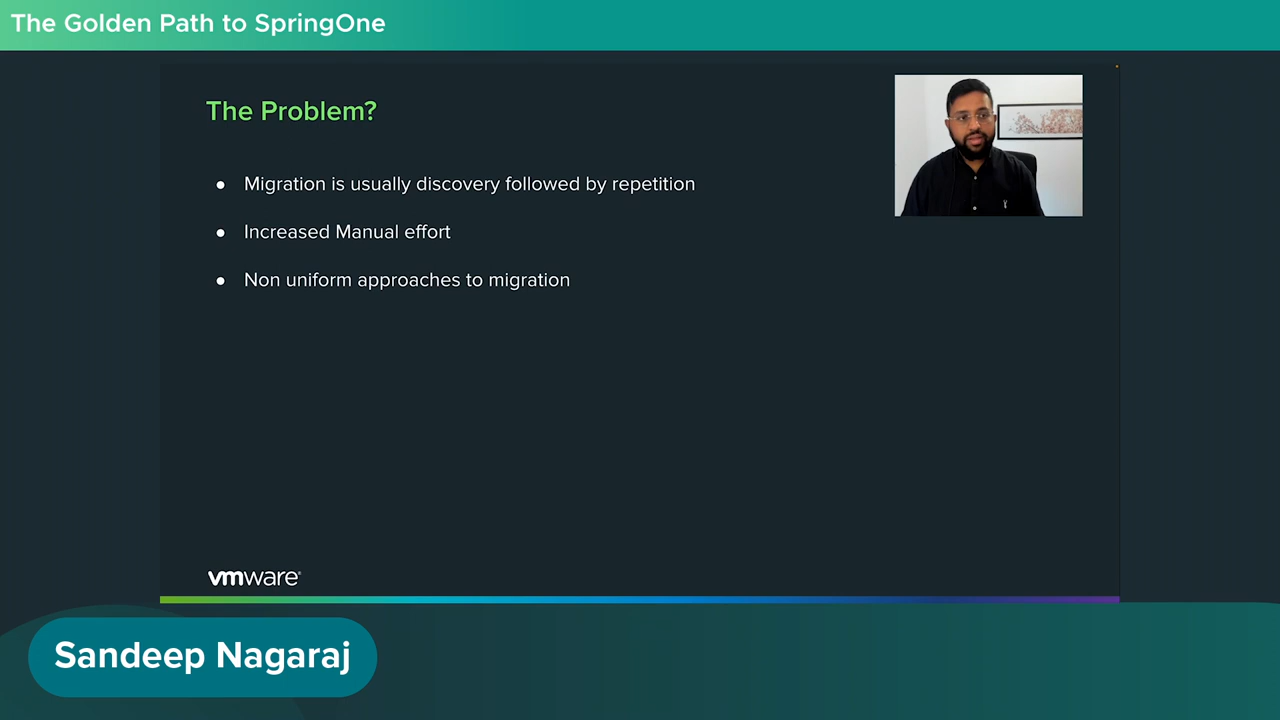 The Golden Path to SpringOne
The Problem?
● Migration is usually discovery followed by repetition
● Increased Manual effort
● Non uniform approaches to migration
vmware®
Sandeep Nagaraj